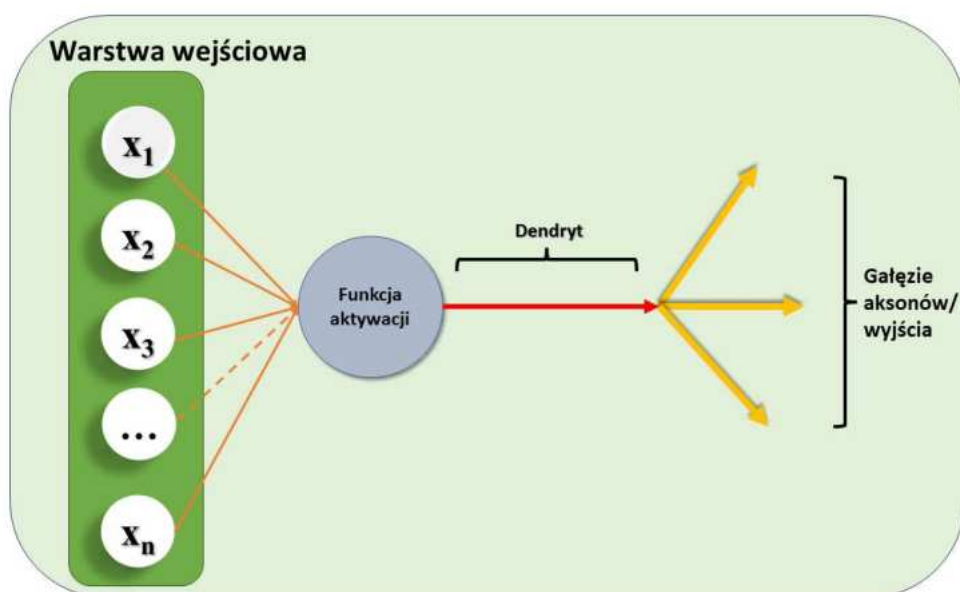 Warstwa wejściowa
x1
x2
x3
...
xn
Funkcja
aktywacji
Dendryt
Gałęzie
aksonów/
wyjścia